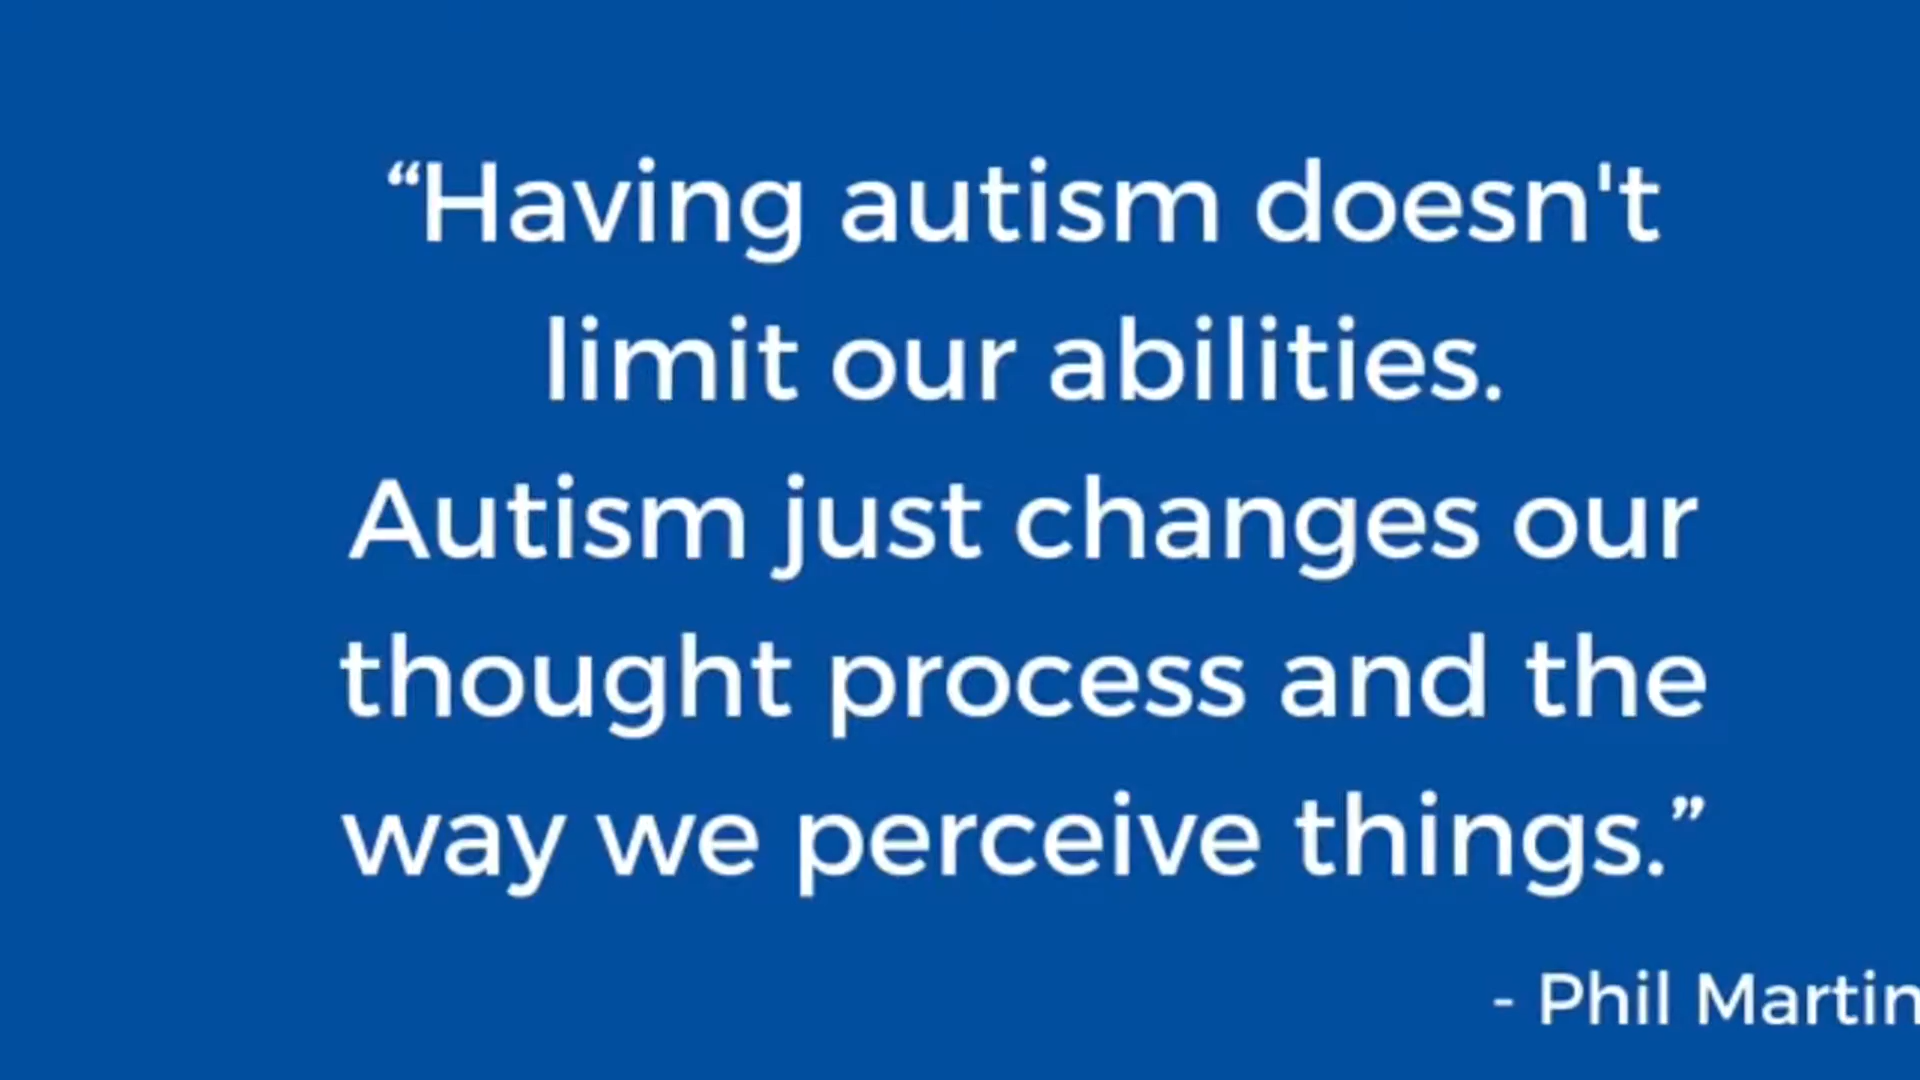 “Having autism doesn't
limit our abilities.
Autism just changes our
thought process and the
way we perceive things.”
- Phil Martin